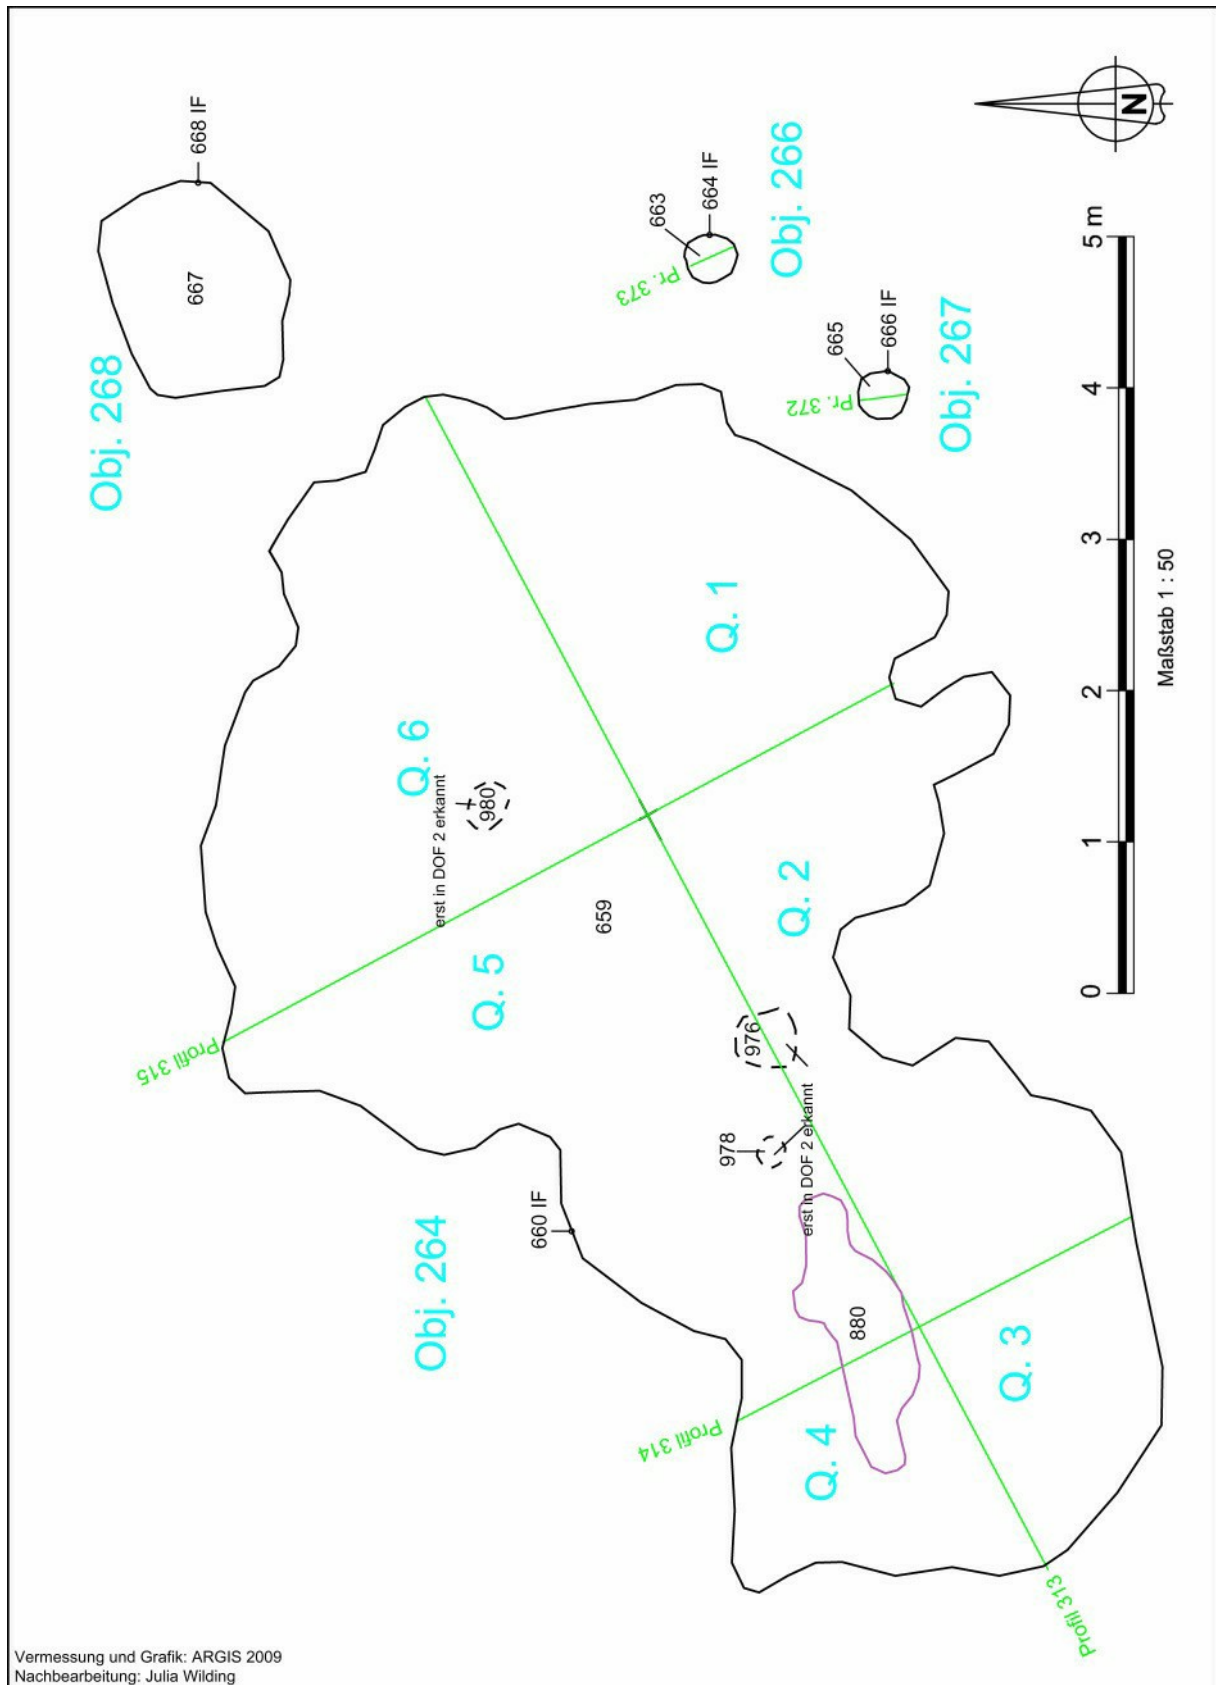 N
668 IF
667
Obj. 268
663
664 IF
Obj. 266
Pr. 373
665
666 IF
Obj. 267
Pr. 372
5 m
4
3
2
1
0
Maßstab 1 : 50
Q. 1
Q. 6
erst in DOF 2 erkannt
980
Q. 2
659
Q. 5
Profil 315
976
978
erst in DOF 2 erkannt
660 IF
Obj. 264
880
Q. 3
Q. 4
Profil 314
Profil 313
Vermessung und Grafik: ARGIS 2009
Nachbearbeitung: Julia Wilding